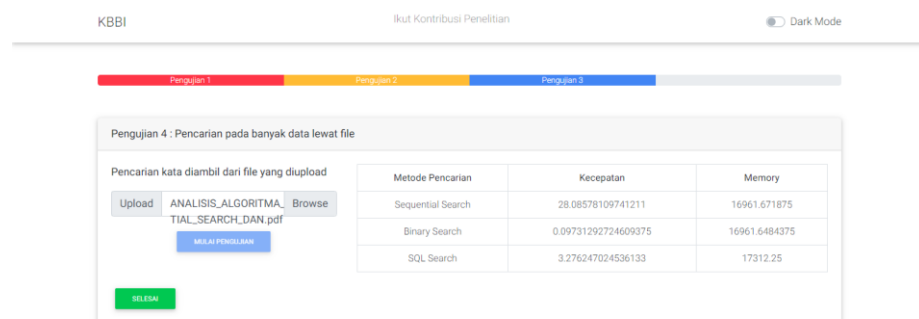 KBBI
Ikut Kontribusi Penelitian
Dark Mode
Pengujian 1
Pengujian 2
Pengujian 3
Pengujian 4 : Pencarian pada banyak data lewat file
Pencarian kata diambil dari file yang diupload
Upload
ANALISIS_ALGORITMA_
Browse
TIAL_SEARCH_DAN.pdf
MULAI PENGUJIAN
Metode Pencarian
Kecepatan
Memory
Sequential Search
28.08578109741211
16961.671875
Binary Search
0.09731292724609375
16961.6484375
SQL Search
3.276247024536133
17312.25
SELESAI